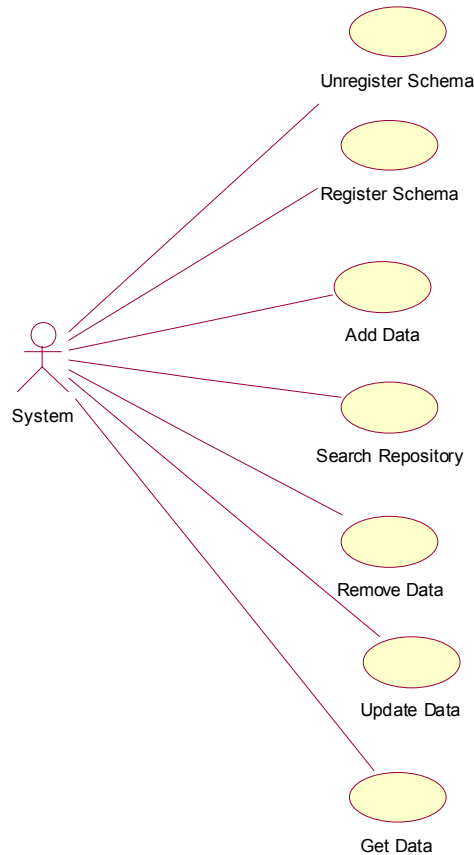 Unregister Schema
Register Schema
Add Data
System
Search Repository
Remove Data
Update Data
Get Data